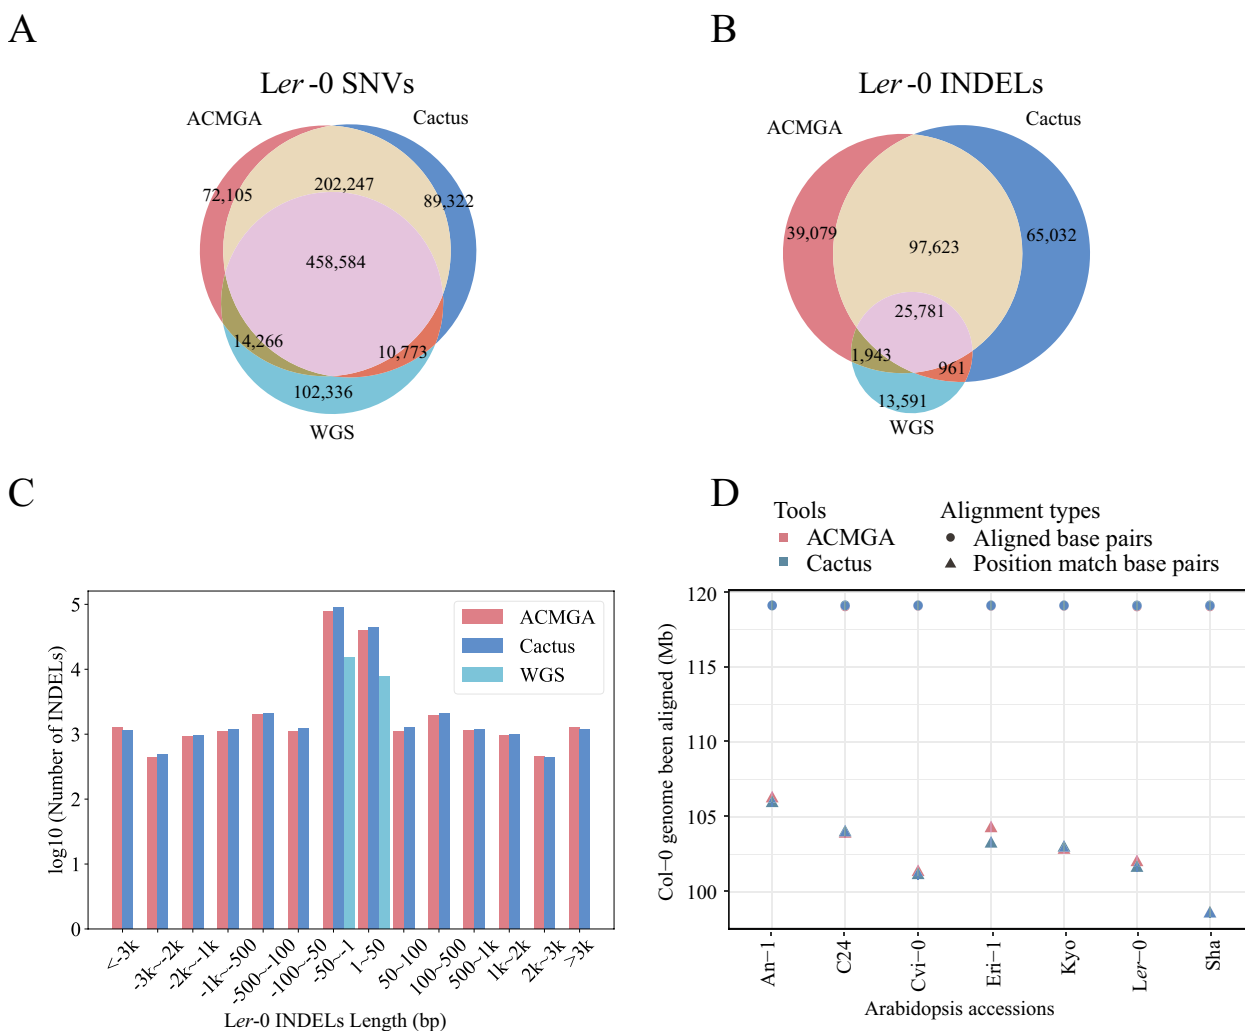 A
Ler-0 SNVs
ACMGA
Cactus
72,105
202,247
89,322
458,584
14,266
10,773
102,336
WGS
B
Ler-0 INDELs
ACMGA
Cactus
39,079
97,623
65,032
25,781
1,943
961
13,591
WGS
C
5
4
3
2
1
0
log10 (Number of INDELs)
ACMGA
Cactus
WGS
<-3k
-3k~-2k
-2k~-1k
-1k~-500
-500~-100
-100~-50
-50~-1
1~50
50~100
100~500
500~1k
1k~2k
2k~3k
>3k
Ler-0 INDELs Length (bp)
D
Tools
ACMGA
Cactus
Alignment types
Aligned base pairs
Position match base pairs
120
115
110
105
100
Col−0 genome been aligned (Mb)
An−1
C24
Cvi−0
Eri−1
Kyo
Ler−0
Sha
Arabidopsis accessions